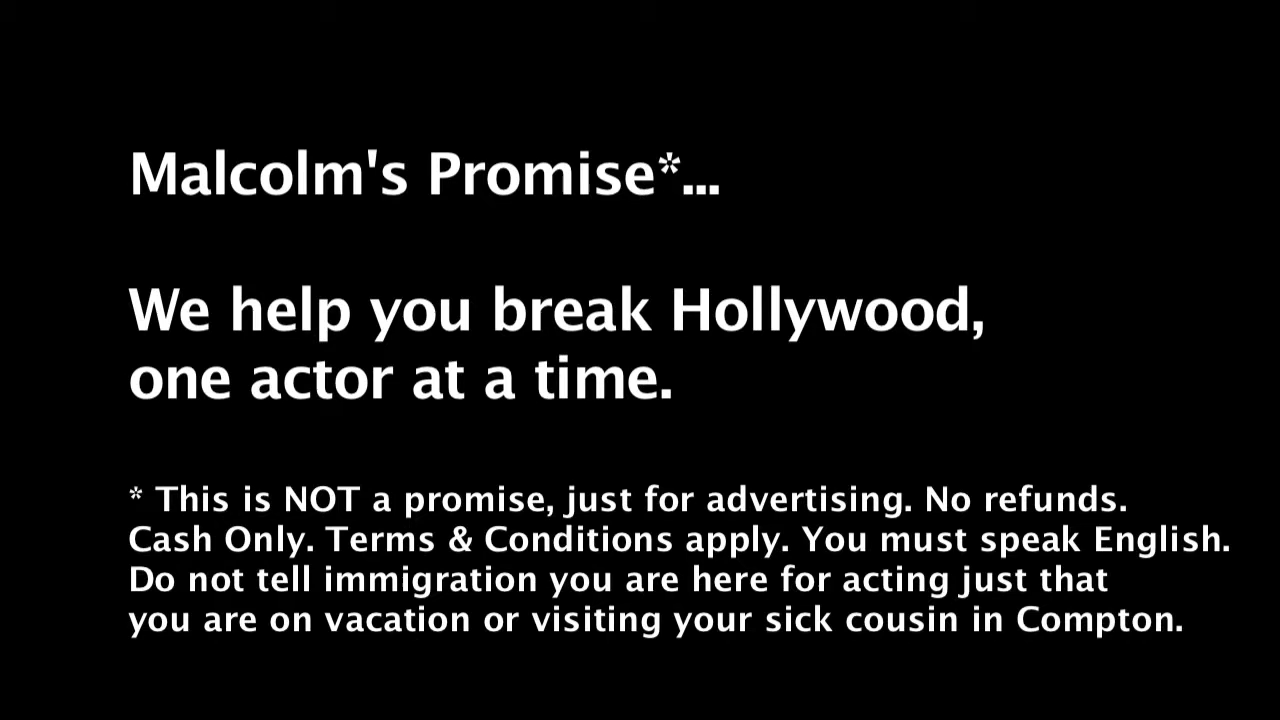 Malcolm's Promise*...
We help you break Hollywood,
one actor at a time.
* This is NOT a promise, just for advertising. No refunds.
Cash Only. Terms & Conditions apply. You must speak English.
Do not tell immigration you are here for acting just that
you are on vacation or visiting your sick cousin in Compton.